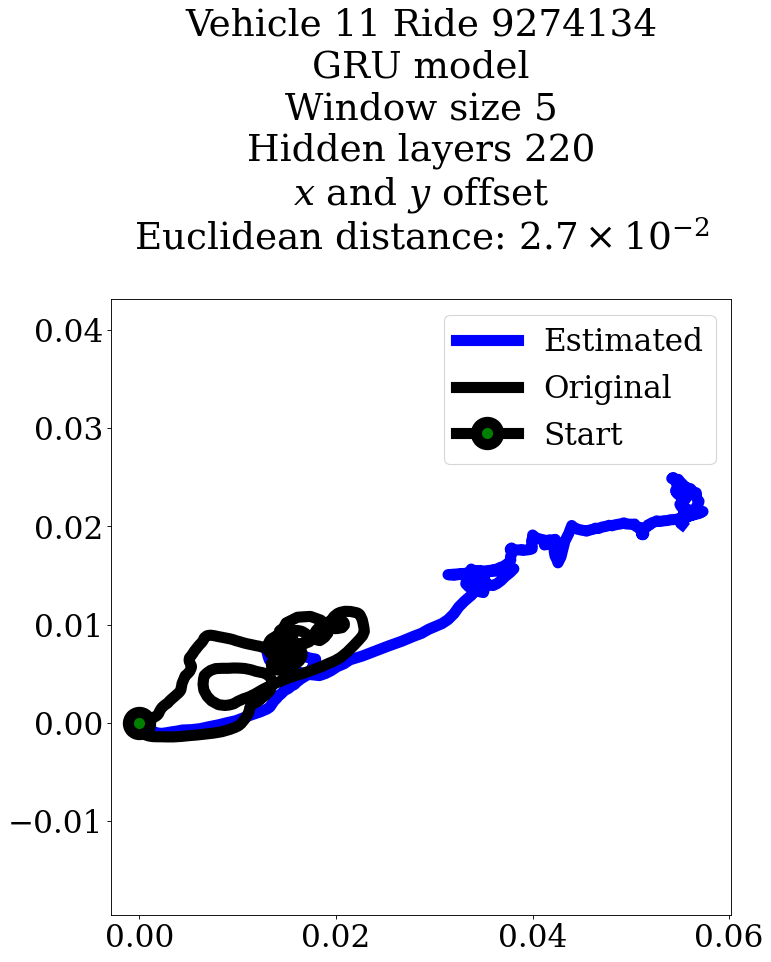 Vehicle 11 Ride 9274134
GRU model
Window size 5
Hidden layers 220
x and y offset
Euclidean distance: 2.7 × 10⁻²
Estimated
Original
Start
0.04
0.03
0.02
0.01
0.00
−0.01
0.00 0.02 0.04 0.06